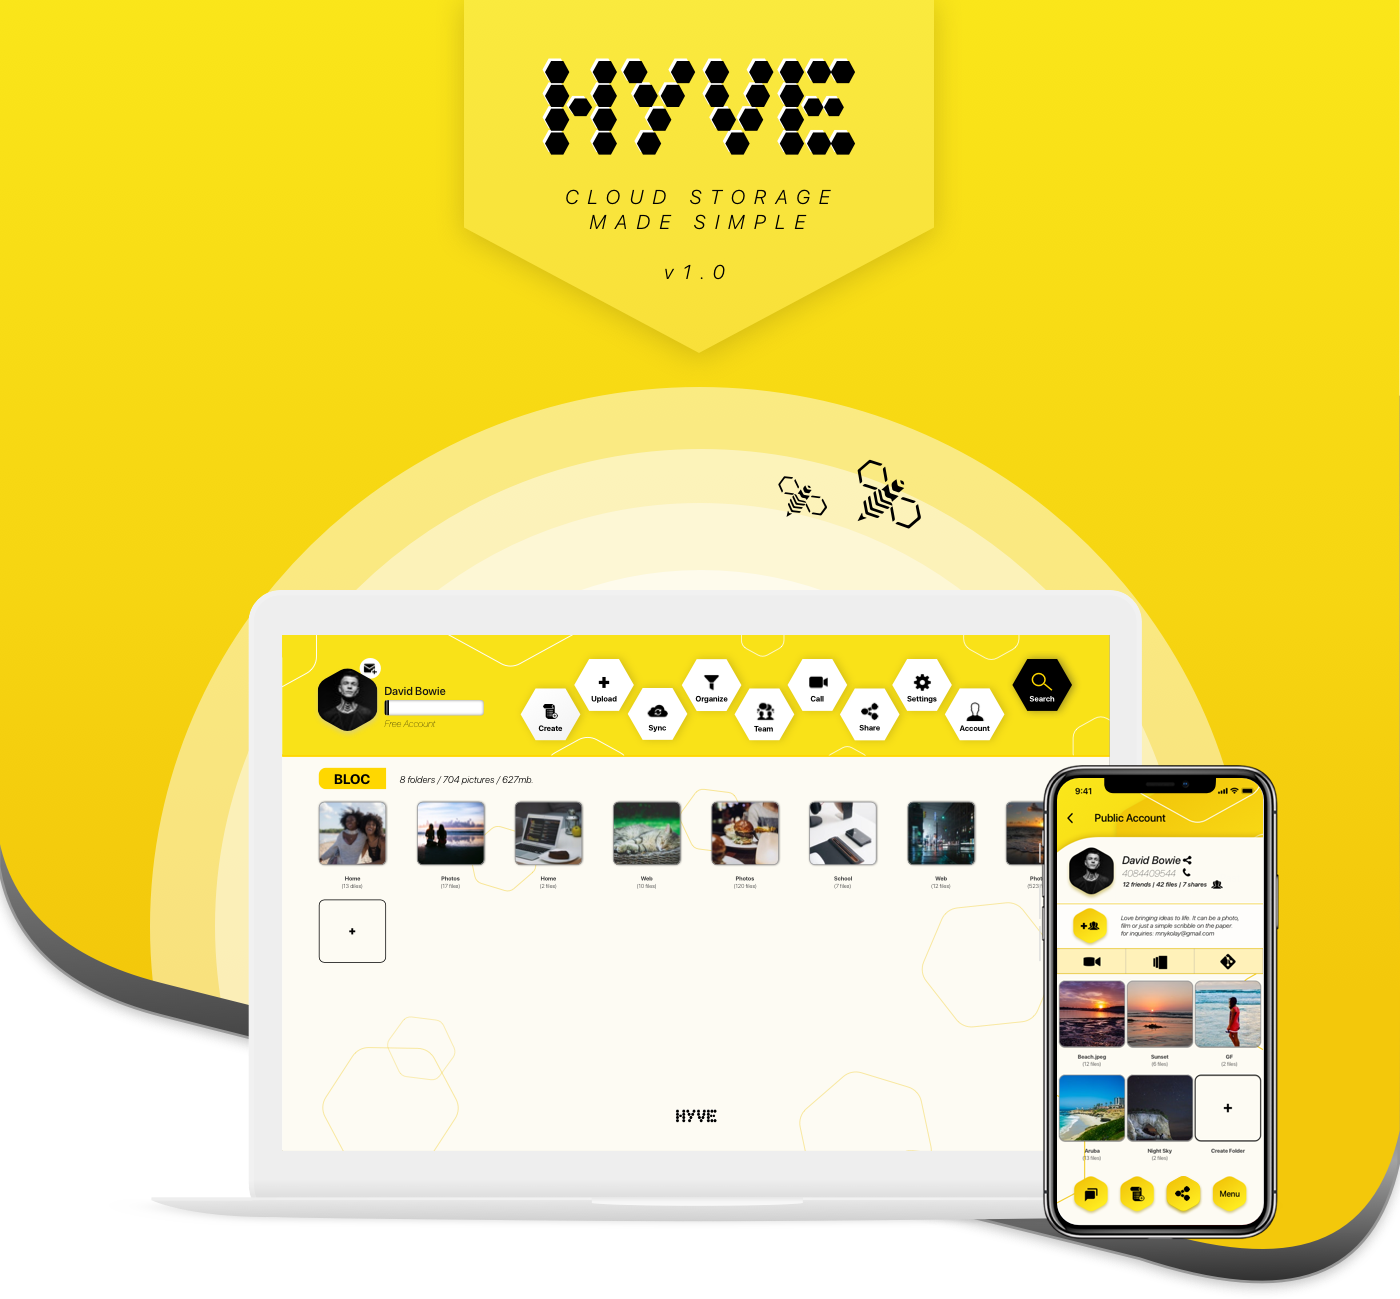 HYVE
CLOUD STORAGE
MADE SIMPLE
v1.0
David Bowie
Free Account
Create
Upload
Sync
Organize
Team
Call
Share
Settings
Account
Search
BLOC
8 folders / 704 pictures / 627mb.
Home
Photos
Home
Web
Photos
School
Web
Phot
(13 diles)
(17 files)
(2 files)
(10 files)
(120 files)
(7 files)
(12 files)
(523
+
HYVE
9:41
Public Account
David Bowie
4084409544
12 friends | 42 files | 7 shares
Love bringing ideas to life. It can be a photo,
film or just a simple scribble on the paper.
for inquiries: mnykolay@gmail.com
Beach.jpeg
Sunset
GF
(12 files)
(6 files)
(2 files)
+
Aruba
Night Sky
Create Folder
(13 files)
(2 files)
Menu